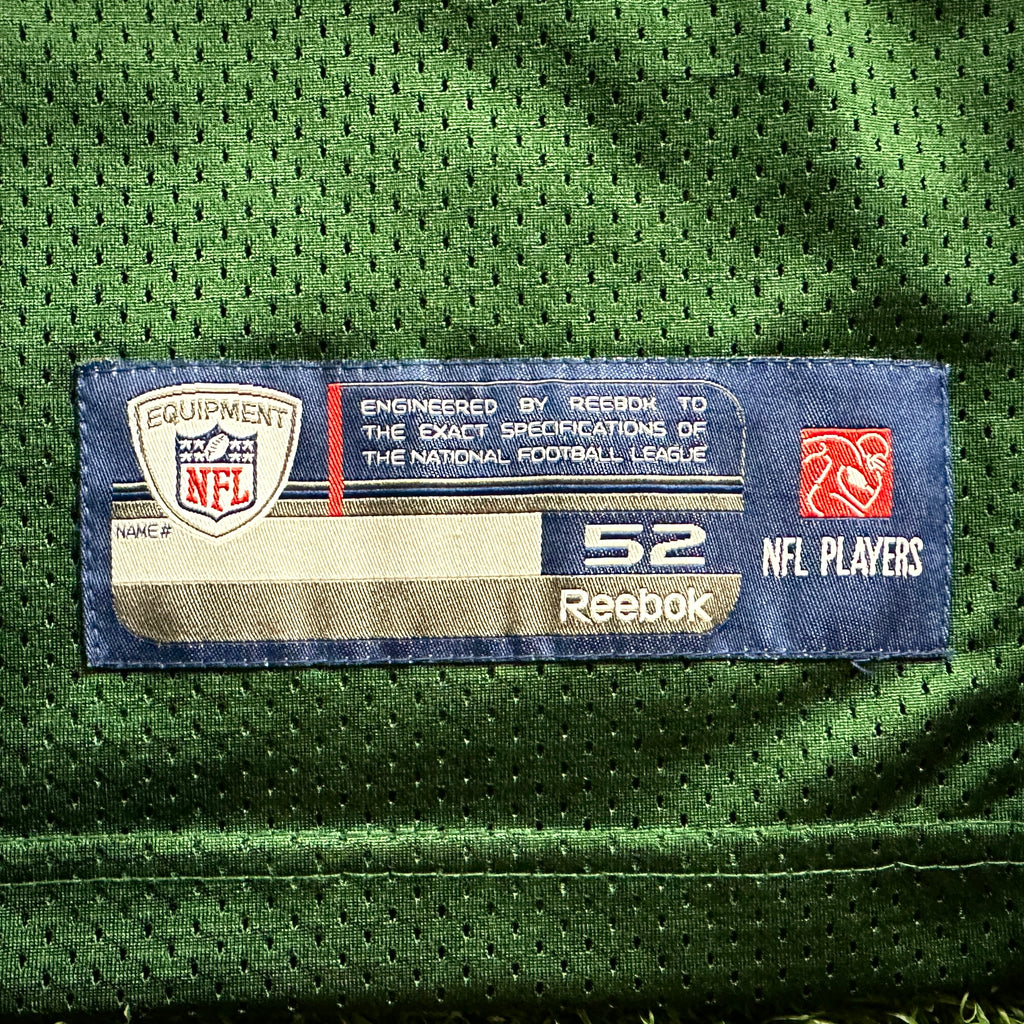 EQUIPMENT
NFL
ENGINEERED BY REEBOK TO
THE EXACT SPECIFICATIONS OF
THE NATIONAL FOOTBALL LEAGUE
NAME#
52
Reebok
NFL PLAYERS